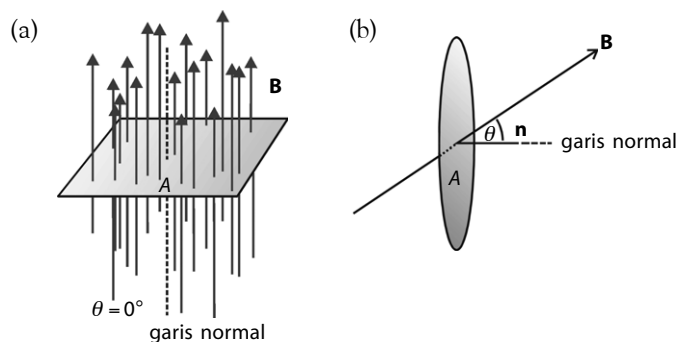 (a)
B
A
θ = 0°
garis normal
(b)
B
θ
n
garis normal
A